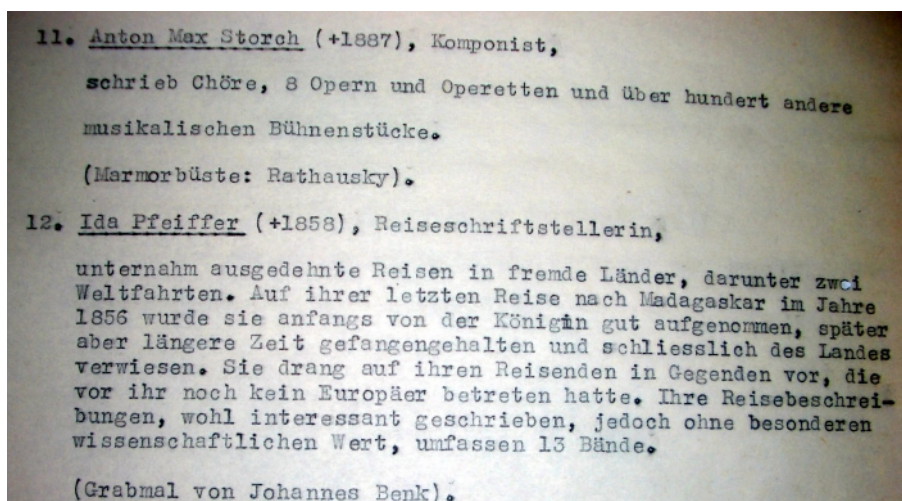 11. Anton Max Storch (+1887), Komponist,
schrieb Chöre, 8 Opern und Operetten und über hundert andere
musikalischen Bühnenstücke.
(Marmorbüste: Rathausky).
12. Ida Pfeiffer (+1858), Reiseschriftstellerin,
unternahm ausgedehnte Reisen in fremde Länder, darunter zwei
Weltfahrten. Auf ihrer letzten Reise nach Madagaskar im Jahre
1856 wurde sie anfangs von der Königin gut aufgenommen, später
aber längere Zeit gefangengehalten und schliesslich des Landes
verwiesen. Sie drang auf ihren Reisenden in Gegenden vor, die
vor ihr noch kein Europäer betreten hatte. Ihre Reisebeschrei-
bungen, wohl interessant geschrieben, jedoch ohne besonderen
wissenschaftlichen Wert, umfassen 13 Bände.
(Grabmal von Johannes Benk).